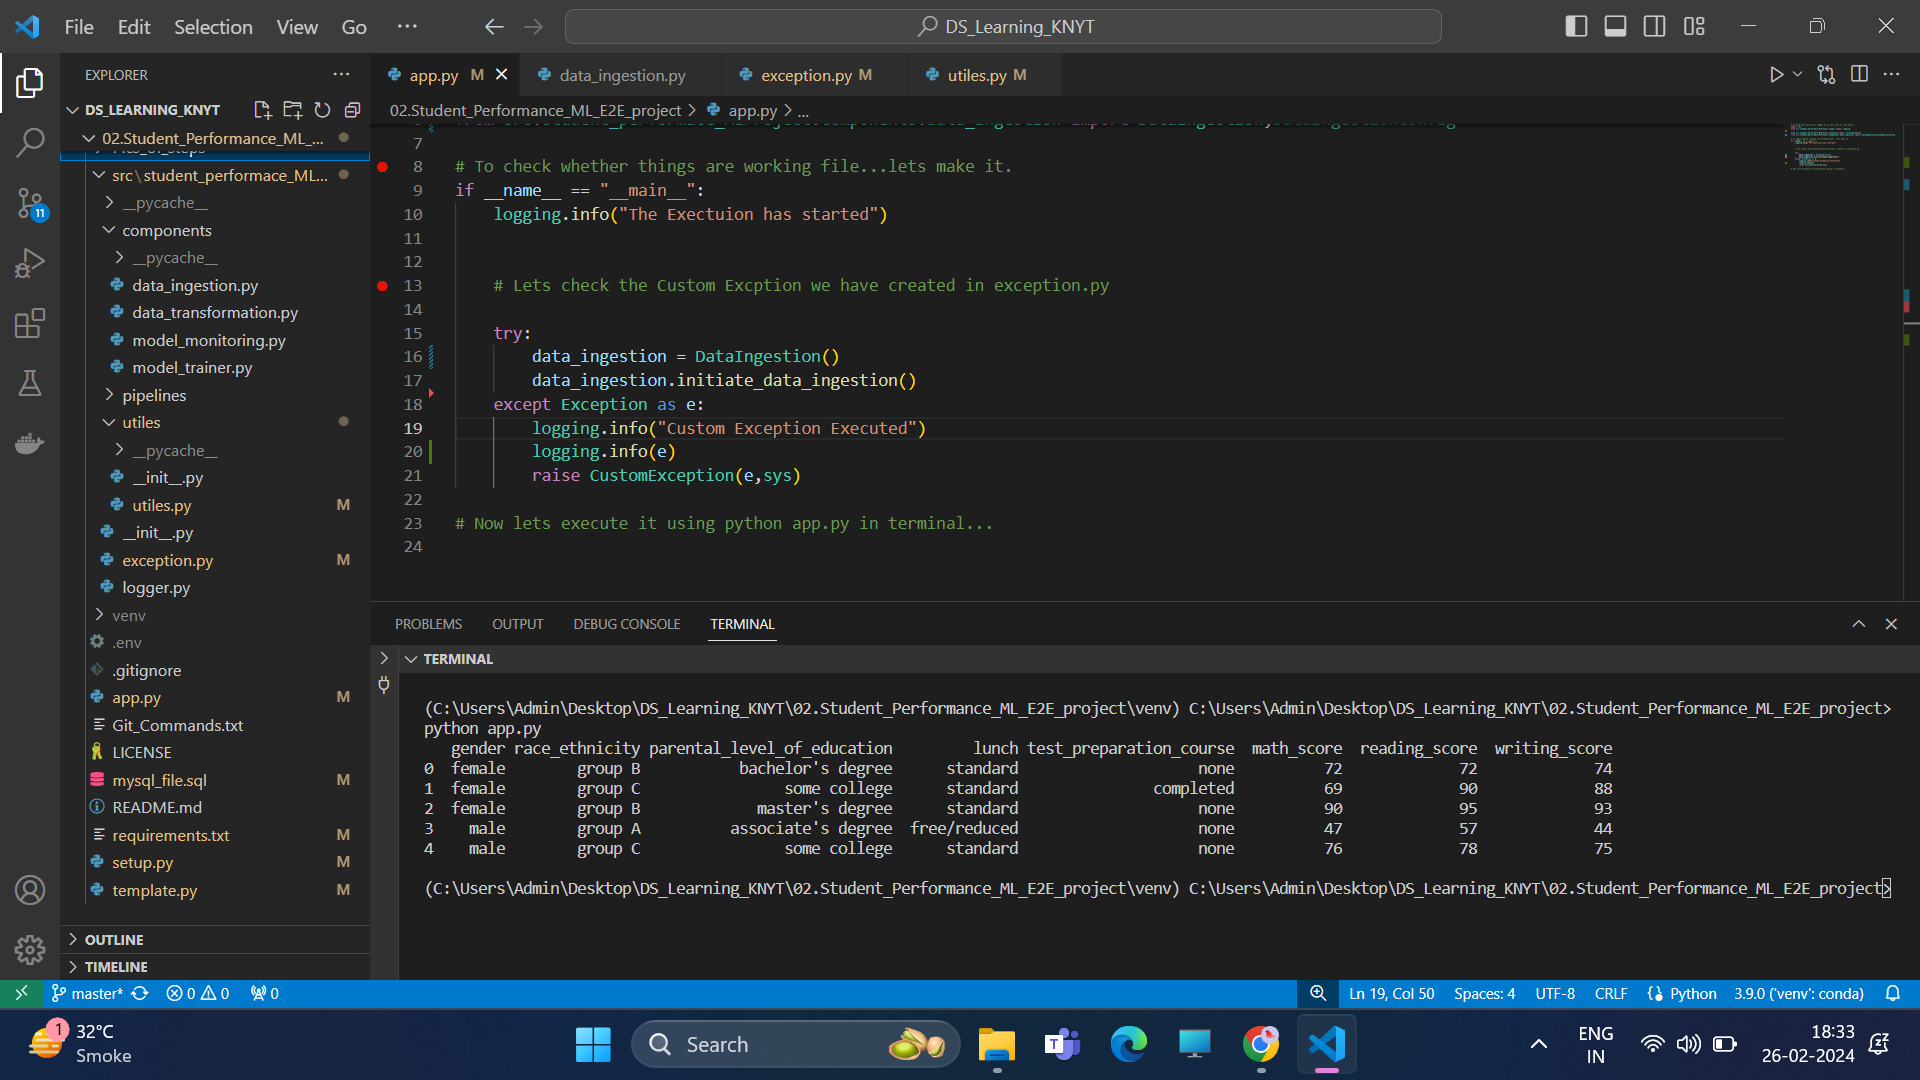 File Edit Selection View Go ··· DS_Learning_KNYT
EXPLORER ···
app.py M data_ingestion.py exception.py M utiles.py M
DS_LEARNING_KNYT
02.Student_Performance_ML_E2E_project > app.py > ...
02.Student_Performance_ML_...
src\student_performace_ML...
__pycache__
components
__pycache__
data_ingestion.py
data_transformation.py
model_monitoring.py
model_trainer.py
pipelines
utiles
__pycache__
__init__.py
utiles.py M
__init__.py
exception.py M
logger.py
venv
.env
.gitignore
app.py M
Git_Commands.txt
LICENSE
mysql_file.sql M
README.md
requirements.txt M
setup.py M
template.py M
OUTLINE
TIMELINE
11
7
8 # To check whether things are working file...lets make it.
9 if __name__ == "__main__":
10 logging.info("The Exectuion has started")
11
12
13 # Lets check the Custom Excption we have created in exception.py
14
15 try:
16 data_ingestion = DataIngestion()
17 data_ingestion.initiate_data_ingestion()
18 except Exception as e:
19 logging.info("Custom Exception Executed")
20 logging.info(e)
21 raise CustomException(e,sys)
22
23 # Now lets execute it using python app.py in terminal...
24
PROBLEMS OUTPUT DEBUG CONSOLE TERMINAL
TERMINAL
(C:\Users\Admin\Desktop\DS_Learning_KNYT\02.Student_Performance_ML_E2E_project\venv) C:\Users\Admin\Desktop\DS_Learning_KNYT\02.Student_Performance_ML_E2E_project>
python app.py
gender race_ethnicity parental_level_of_education lunch test_preparation_course math_score reading_score writing_score
0 female group B bachelor's degree standard none 72 72 74
1 female group C some college standard completed 69 90 88
2 female group B master's degree standard none 90 95 93
3 male group A associate's degree free/reduced none 47 57 44
4 male group C some college standard none 76 78 75
(C:\Users\Admin\Desktop\DS_Learning_KNYT\02.Student_Performance_ML_E2E_project\venv) C:\Users\Admin\Desktop\DS_Learning_KNYT\02.Student_Performance_ML_E2E_project>
master* 0 0 0 Ln 19, Col 50 Spaces: 4 UTF-8 CRLF Python 3.9.0 ('venv': conda)
1 32°C
Smoke
Search
ENG
IN
18:33
26-02-2024